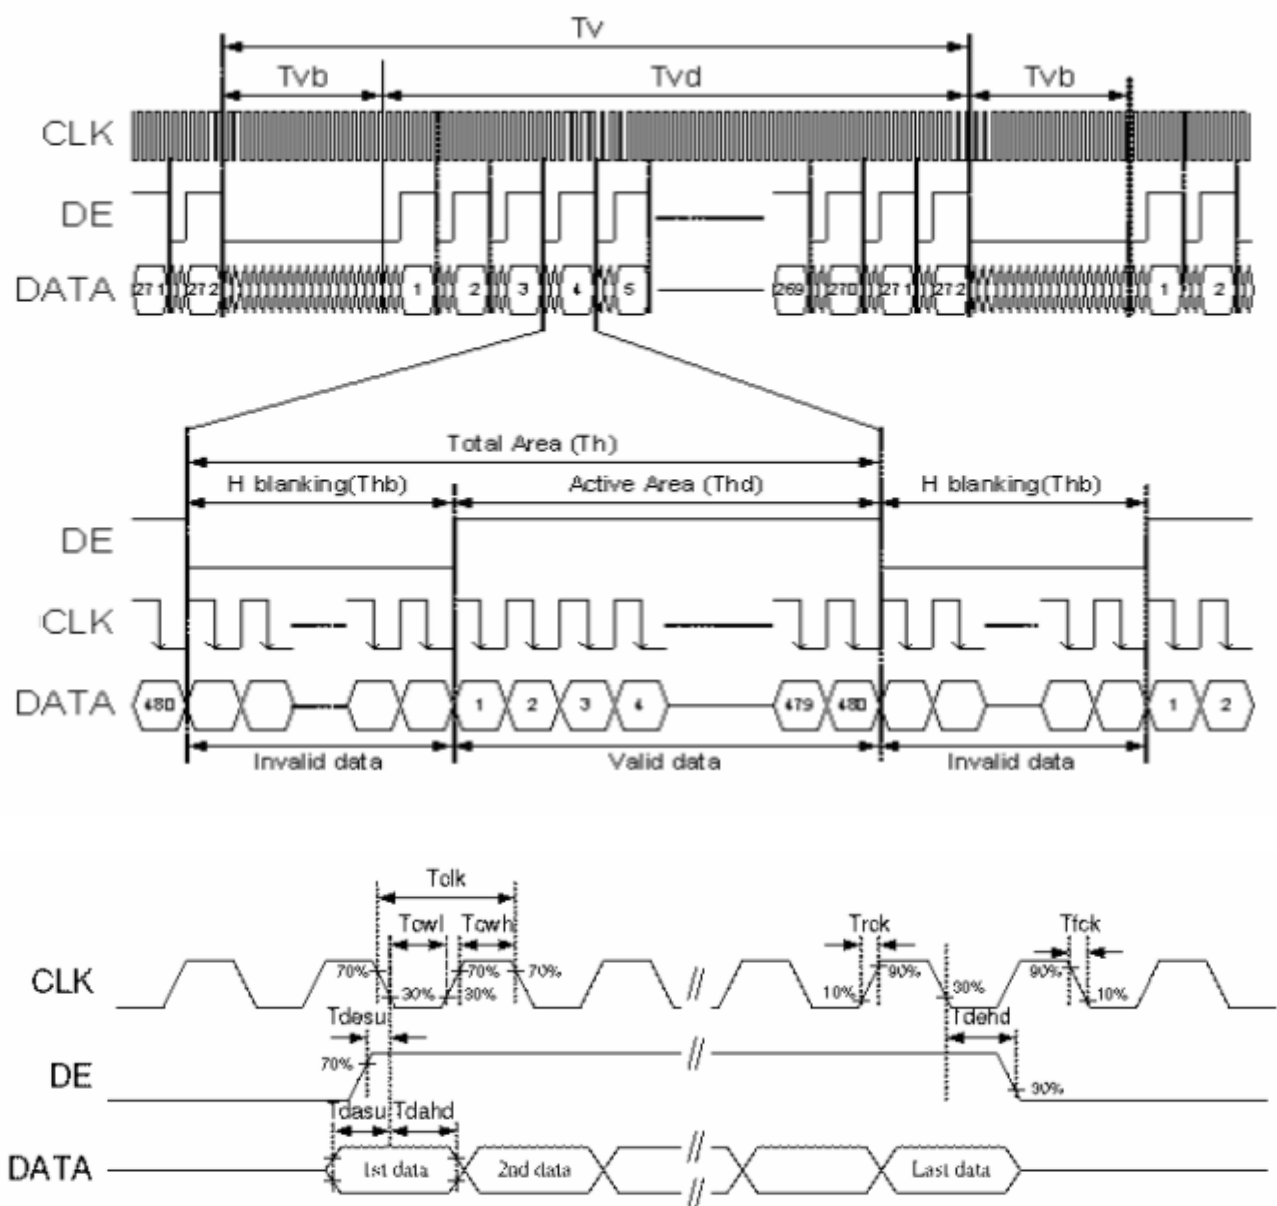 Tv
Tvb Tvd Tvb
CLK
DE
DATA 271 272 1 2 3 4 5 269 270 271 272 1 2
Total Area (Th)
H blanking(Thb) Active Area (Thd) H blanking(Thb)
DE
CLK
DATA 480 1 2 3 4 479 480 1 2
Invalid data Valid data Invalid data
Tclk
Tcwl Tcwh Trck Tfck
CLK 70% 70% 70% 90% 90%
30% 30% 10% 30% 10%
Tdesu Tdehd
DE 70% 30%
Tdasu Tdahd
DATA 1st data 2nd data Last data